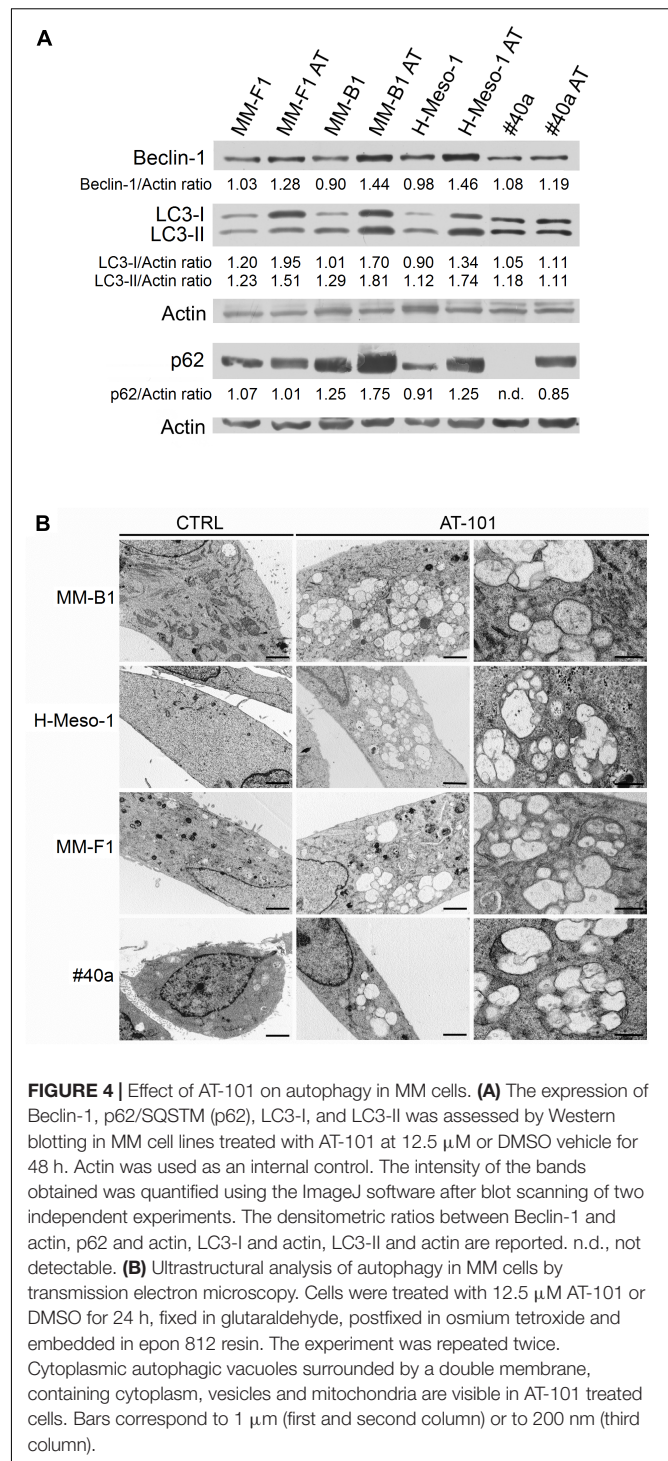 A
MM-F1 MM-F1 AT MM-B1 MM-B1 AT H-Meso-1 H-Meso-1 AT #40a #40a AT
Beclin-1
Beclin-1/Actin ratio 1.03 1.28 0.90 1.44 0.98 1.46 1.08 1.19
LC3-I
LC3-II
LC3-I/Actin ratio 1.20 1.95 1.01 1.70 0.90 1.34 1.05 1.11
LC3-II/Actin ratio 1.23 1.51 1.29 1.81 1.12 1.74 1.18 1.11
Actin
p62
p62/Actin ratio 1.07 1.01 1.25 1.75 0.91 1.25 n.d. 0.85
Actin
B
CTRL AT-101
MM-B1
H-Meso-1
MM-F1
#40a
FIGURE 4 | Effect of AT-101 on autophagy in MM cells. (A) The expression of
Beclin-1, p62/SQSTM (p62), LC3-I, and LC3-II was assessed by Western
blotting in MM cell lines treated with AT-101 at 12.5 μM or DMSO vehicle for
48 h. Actin was used as an internal control. The intensity of the bands
obtained was quantified using the ImageJ software after blot scanning of two
independent experiments. The densitometric ratios between Beclin-1 and
actin, p62 and actin, LC3-I and actin, LC3-II and actin are reported. n.d., not
detectable. (B) Ultrastructural analysis of autophagy in MM cells by
transmission electron microscopy. Cells were treated with 12.5 μM AT-101 or
DMSO for 24 h, fixed in glutaraldehyde, postfixed in osmium tetroxide and
embedded in epon 812 resin. The experiment was repeated twice.
Cytoplasmic autophagic vacuoles surrounded by a double membrane,
containing cytoplasm, vesicles and mitochondria are visible in AT-101 treated
cells. Bars correspond to 1 μm (first and second column) or to 200 nm (third
column).